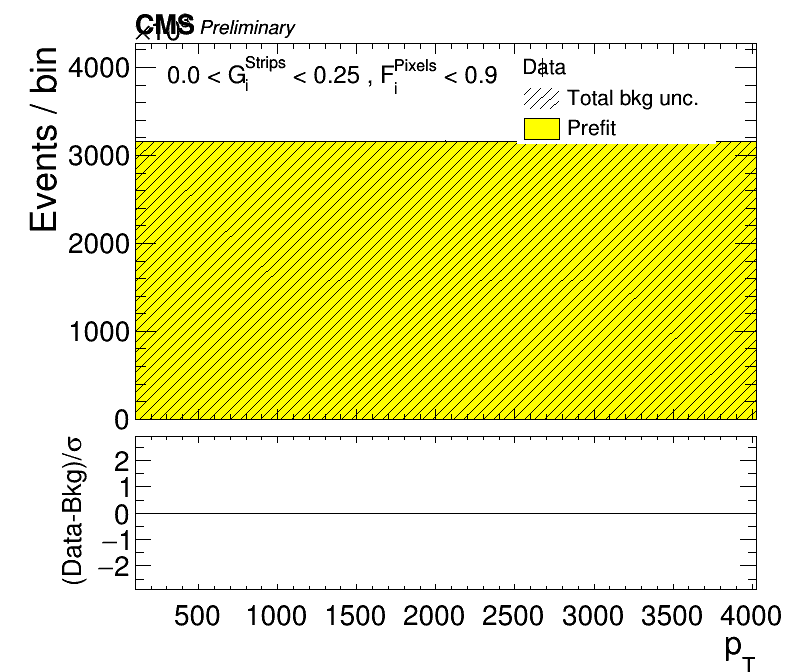 CMS Preliminary
×10³
Events / bin
4000
3000
2000
1000
0
0.0 < G_i^Strips < 0.25 , F_i^Pixels < 0.9
Data
Total bkg unc.
Prefit
(Data-Bkg)/σ
2
1
0
−1
−2
500 1000 1500 2000 2500 3000 3500 4000
p_T